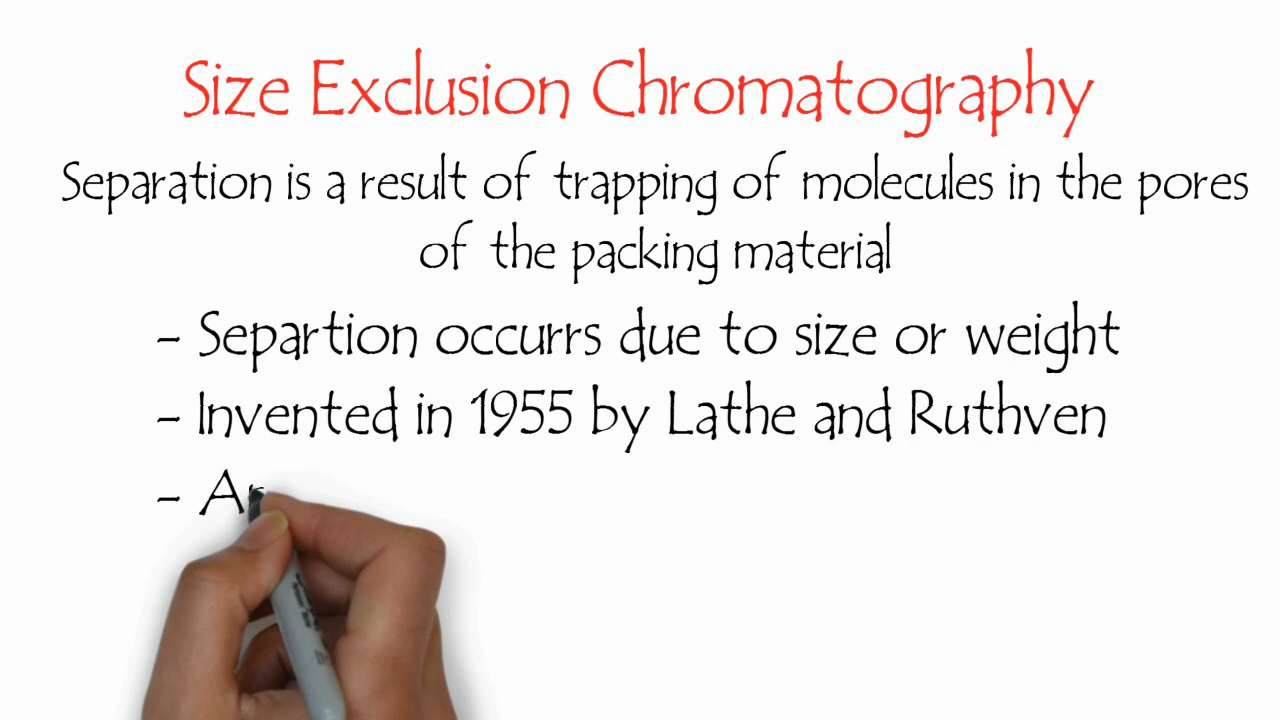 Size Exclusion Chromatography
Separation is a result of trapping of molecules in the pores
of the packing material
- Separtion occurrs due to size or weight
- Invented in 1955 by Lathe and Ruthven
-